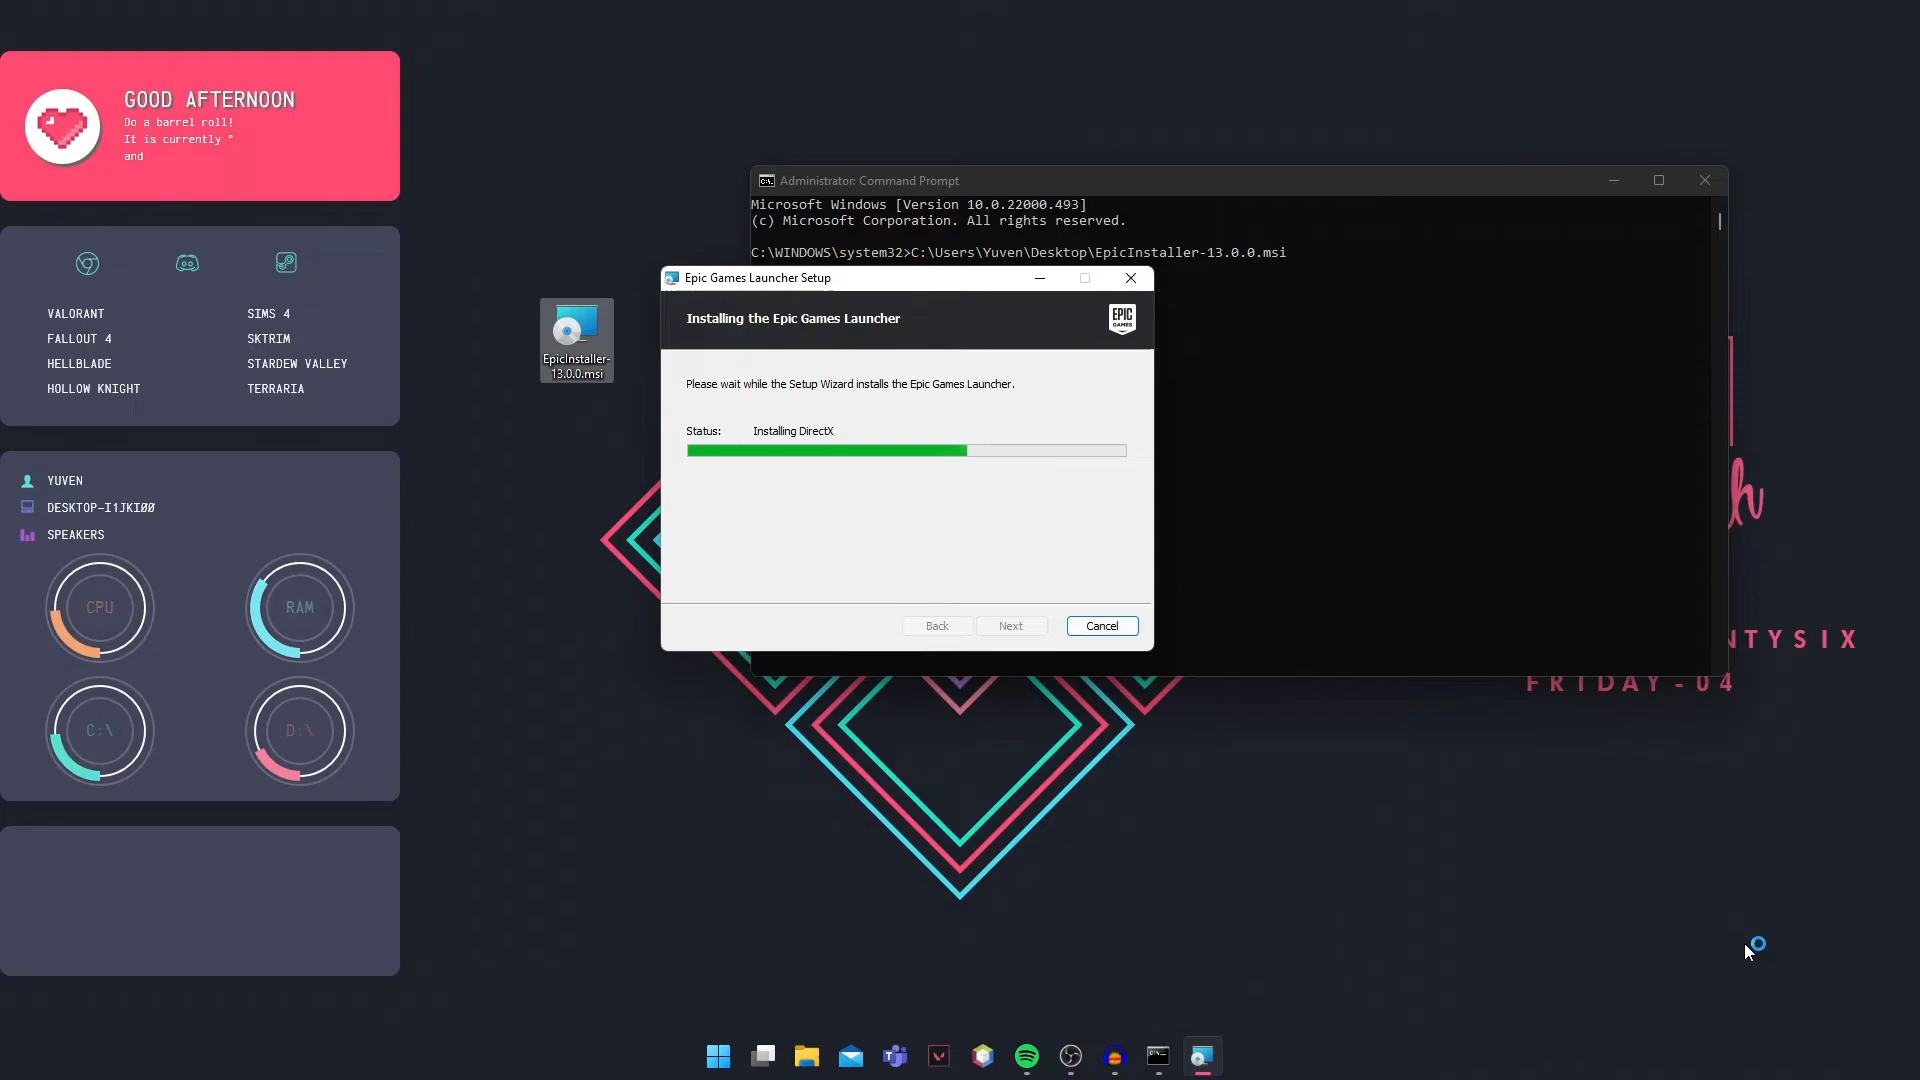 GOOD AFTERNOON
Do a barrel roll!
It is currently °
and
VALORANT
FALLOUT 4
HELLBLADE
HOLLOW KNIGHT
SIMS 4
SKTRIM
STARDEW VALLEY
TERRARIA
YUVEN
DESKTOP-I1JKI00
SPEAKERS
CPU
RAM
C:\
D:\
EpicInstaller-
13.0.0.msi
Administrator: Command Prompt
Microsoft Windows [Version 10.0.22000.493]
(c) Microsoft Corporation. All rights reserved.
C:\WINDOWS\system32>C:\Users\Yuven\Desktop\EpicInstaller-13.0.0.msi
Epic Games Launcher Setup
Installing the Epic Games Launcher
EPIC
GAMES
Please wait while the Setup Wizard installs the Epic Games Launcher.
Status: Installing DirectX
Back
Next
Cancel
NTYSIX
FRIDAY-04